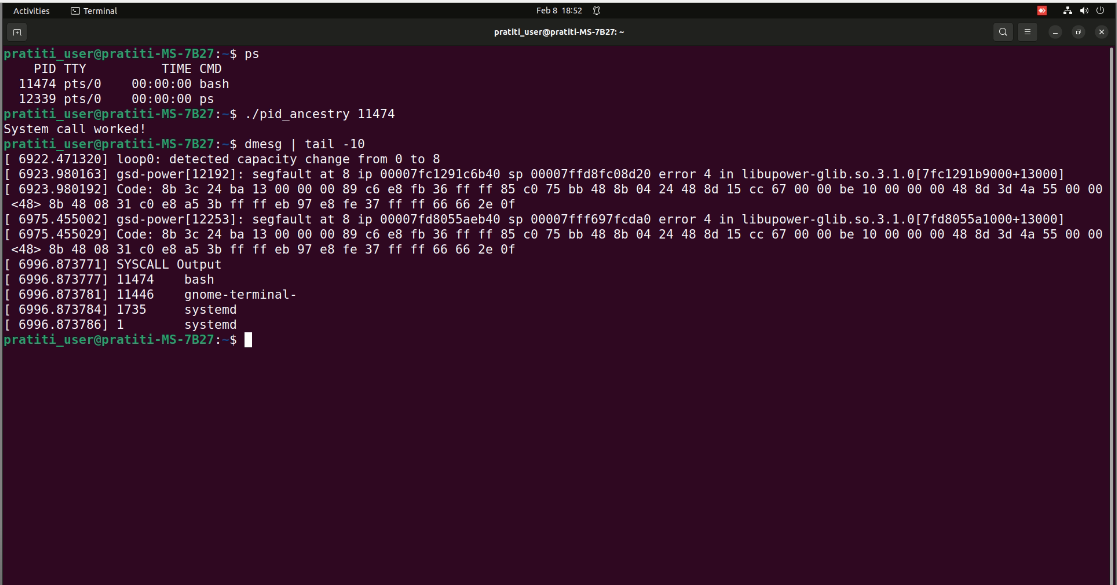 Activities Terminal Feb 8 18:52
pratiti_user@pratiti-MS-7B27: ~
pratiti_user@pratiti-MS-7B27:~$ ps
    PID TTY          TIME CMD
  11474 pts/0    00:00:00 bash
  12339 pts/0    00:00:00 ps
pratiti_user@pratiti-MS-7B27:~$ ./pid_ancestry 11474
System call worked!
pratiti_user@pratiti-MS-7B27:~$ dmesg | tail -10
[ 6922.471320] loop0: detected capacity change from 0 to 8
[ 6923.980163] gsd-power[12192]: segfault at 8 ip 00007fc1291c6b40 sp 00007ffd8fc08d20 error 4 in libupower-glib.so.3.1.0[7fc1291b9000+13000]
[ 6923.980192] Code: 8b 3c 24 ba 13 00 00 00 89 c6 e8 fb 36 ff ff 85 c0 75 bb 48 8b 04 24 48 8d 15 cc 67 00 00 be 10 00 00 00 48 8d 3d 4a 55 00 00
 <48> 8b 48 08 31 c0 e8 a5 3b ff ff eb 97 e8 fe 37 ff ff 66 66 2e 0f
[ 6975.455002] gsd-power[12253]: segfault at 8 ip 00007fd8055aeb40 sp 00007fff697fcda0 error 4 in libupower-glib.so.3.1.0[7fd8055a1000+13000]
[ 6975.455029] Code: 8b 3c 24 ba 13 00 00 00 89 c6 e8 fb 36 ff ff 85 c0 75 bb 48 8b 04 24 48 8d 15 cc 67 00 00 be 10 00 00 00 48 8d 3d 4a 55 00 00
 <48> 8b 48 08 31 c0 e8 a5 3b ff ff eb 97 e8 fe 37 ff ff 66 66 2e 0f
[ 6996.873771] SYSCALL Output
[ 6996.873777] 11474    bash
[ 6996.873781] 11446    gnome-terminal-
[ 6996.873784] 1735     systemd
[ 6996.873786] 1        systemd
pratiti_user@pratiti-MS-7B27:~$